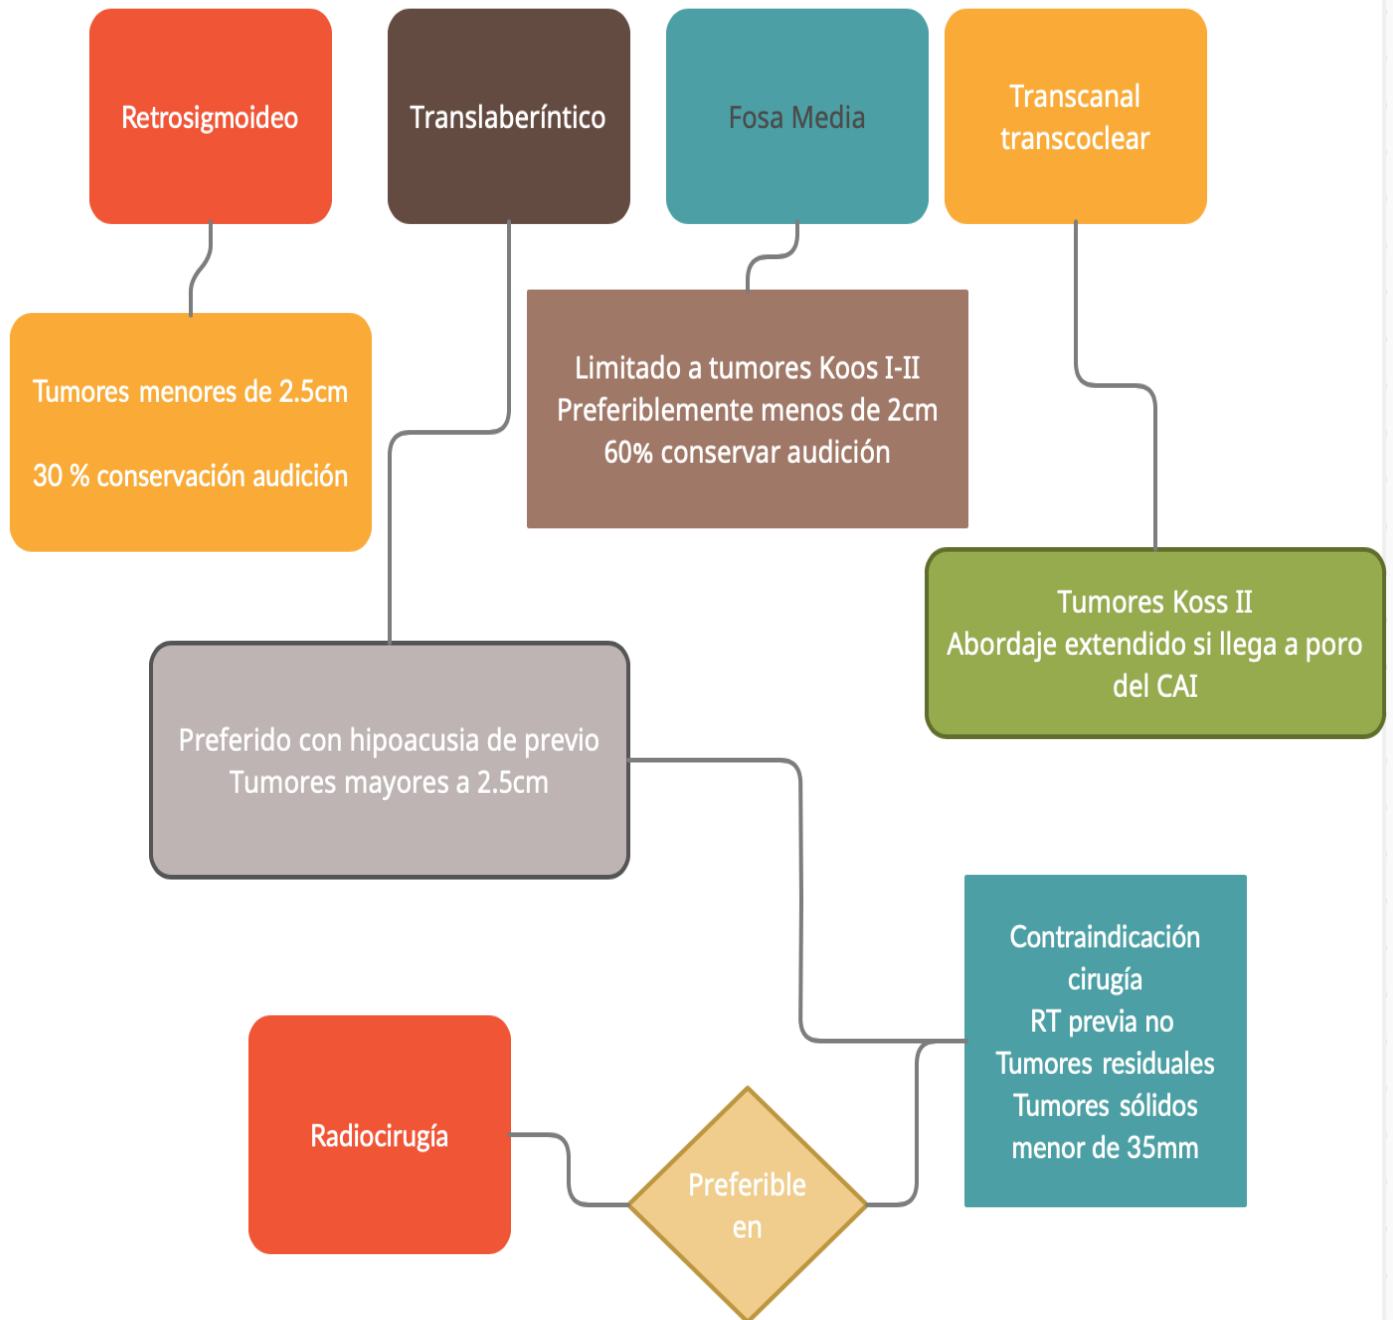 Retrosigmoideo
Translaberíntico
Fosa Media
Transcanal
transcoclear
Tumores menores de 2.5cm
30 % conservación audición
Limitado a tumores Koos I-II
Preferiblemente menos de 2cm
60% conservar audición
Tumores Koss II
Abordaje extendido si llega a poro
del CAI
Preferido con hipoacusia de previo
Tumores mayores a 2.5cm
Contraindicación
cirugía
RT previa no
Tumores residuales
Tumores sólidos
menor de 35mm
Radiocirugía
Preferible
en